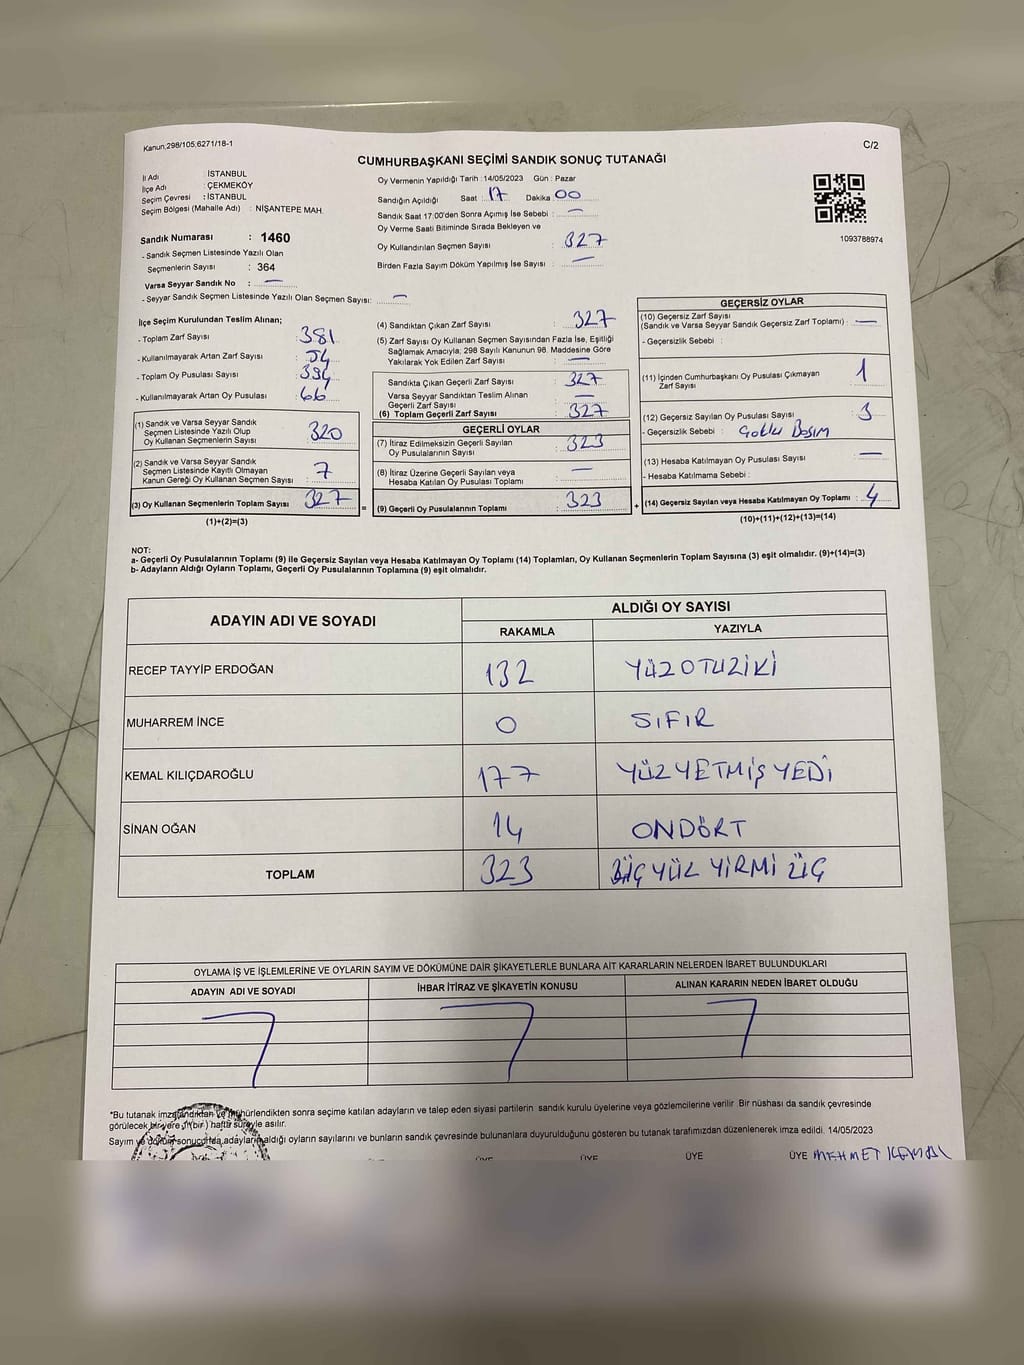 Kanun;298/105;6271/18-1
C/2
CUMHURBAŞKANI SEÇİMİ SANDIK SONUÇ TUTANAĞI
İl Adı : İSTANBUL
İlçe Adı : ÇEKMEKÖY
Seçim Çevresi : İSTANBUL
Seçim Bölgesi (Mahalle Adı) : NİŞANTEPE MAH.
Sandık Numarası : 1460
- Sandık Seçmen Listesinde Yazılı Olan
Seçmenlerin Sayısı : 364
Varsa Seyyar Sandık No : —
- Seyyar Sandık Seçmen Listesinde Yazılı Olan Seçmen Sayısı: —
Oy Vermenin Yapıldığı Tarih :14/05/2023 Gün : Pazar
Sandığın Açıldığı Saat : 17 Dakika : 00
Sandık Saat 17:00'den Sonra Açımış İse Sebebi : —
Oy Verme Saati Bitiminde Sırada Bekleyen ve
Oy Kullandırılan Seçmen Sayısı : 327
Birden Fazla Sayım Döküm Yapılmış İse Sayısı : —
1093788974
İlçe Seçim Kurulundan Teslim Alınan;
- Toplam Zarf Sayısı : 381
- Kullanılmayarak Artan Zarf Sayısı : 54
- Toplam Oy Pusulası Sayısı : 394
- Kullanılmayarak Artan Oy Pusulası : 66
(1) Sandık ve Varsa Seyyar Sandık
Seçmen Listesinde Yazılı Olup
Oy Kullanan Seçmenlerin Sayısı : 320
(2) Sandık ve Varsa Seyyar Sandık
Seçmen Listesinde Kayıtlı Olmayan
Kanun Gereği Oy Kullanan Seçmen Sayısı : 7
(3) Oy Kullanan Seçmenlerin Toplam Sayısı : 327
(1)+(2)=(3)
(4) Sandıktan Çıkan Zarf Sayısı : 327
(5) Zarf Sayısı Oy Kullanan Seçmen Sayısından Fazla İse, Eşitliği
Sağlamak Amacıyla; 298 Sayılı Kanunun 98. Maddesine Göre
Yakılarak Yok Edilen Zarf Sayısı : —
Sandıkta Çıkan Geçerli Zarf Sayısı : 327
Varsa Seyyar Sandıktan Teslim Alınan
Geçerli Zarf Sayısı : —
(6) Toplam Geçerli Zarf Sayısı : 327
GEÇERLİ OYLAR
(7) İtiraz Edilmeksizin Geçerli Sayılan
Oy Pusulalarının Sayısı : 323
(8) İtiraz Üzerine Geçerli Sayılan veya
Hesaba Katılan Oy Pusulası Toplamı : —
= (9) Geçerli Oy Pusulalarının Toplamı : 323
GEÇERSİZ OYLAR
(10) Geçersiz Zarf Sayısı
(Sandık ve Varsa Seyyar Sandık Geçersiz Zarf Toplamı) : —
- Geçersizlik Sebebi :
(11) İçinden Cumhurbaşkanı Oy Pusulası Çıkmayan
Zarf Sayısı : 1
(12) Geçersiz Sayılan Oy Pusulası Sayısı : 3
- Geçersizlik Sebebi : Çoklu Basım
(13) Hesaba Katılmayan Oy Pusulası Sayısı : —
- Hesaba Katılmama Sebebi :
+ (14) Geçersiz Sayılan veya Hesaba Katılmayan Oy Toplamı : 4
(10)+(11)+(12)+(13)=(14)
NOT:
a- Geçerli Oy Pusulalarının Toplamı (9) ile Geçersiz Sayılan veya Hesaba Katılmayan Oy Toplamı (14) Toplamları, Oy Kullanan Seçmenlerin Toplam Sayısına (3) eşit olmalıdır. (9)+(14)=(3)
b- Adayların Aldığı Oyların Toplamı, Geçerli Oy Pusulalarının Toplamına (9) eşit olmalıdır.
ADAYIN ADI VE SOYADI
ALDIĞI OY SAYISI
RAKAMLA YAZIYLA
RECEP TAYYİP ERDOĞAN 132 YÜZOTUZİKİ
MUHARREM İNCE 0 SIFIR
KEMAL KILIÇDAROĞLU 177 YÜZYETMİŞYEDİ
SİNAN OĞAN 14 ONDÖRT
TOPLAM 323 ÜÇ YÜZ YİRMİ ÜÇ
OYLAMA İŞ VE İŞLEMLERİNE VE OYLARIN SAYIM VE DÖKÜMÜNE DAİR ŞİKAYETLERLE BUNLARA AİT KARARLARIN NELERDEN İBARET BULUNDUKLARI
ADAYIN ADI VE SOYADI İHBAR İTİRAZ VE ŞİKAYETİN KONUSU ALINAN KARARIN NEDEN İBARET OLDUĞU
*Bu tutanak imzalandıktan ve mühürlendikten sonra seçime katılan adayların ve talep eden siyasi partilerin sandık kurulu üyelerine veya gözlemcilerine verilir. Bir nüshası da sandık çevresinde
görülecek bir yere 1(bir) hafta süreyle asılır.
Sayım ve döküm sonucunda,adayların aldığı oyların sayılarını ve bunların sandık çevresinde bulunanlara duyurulduğunu gösteren bu tutanak tarafımızdan düzenlenerek imza edildi. 14/05/2023
ÜYE ÜYE ÜYE ÜYE MEHMET KEMAL